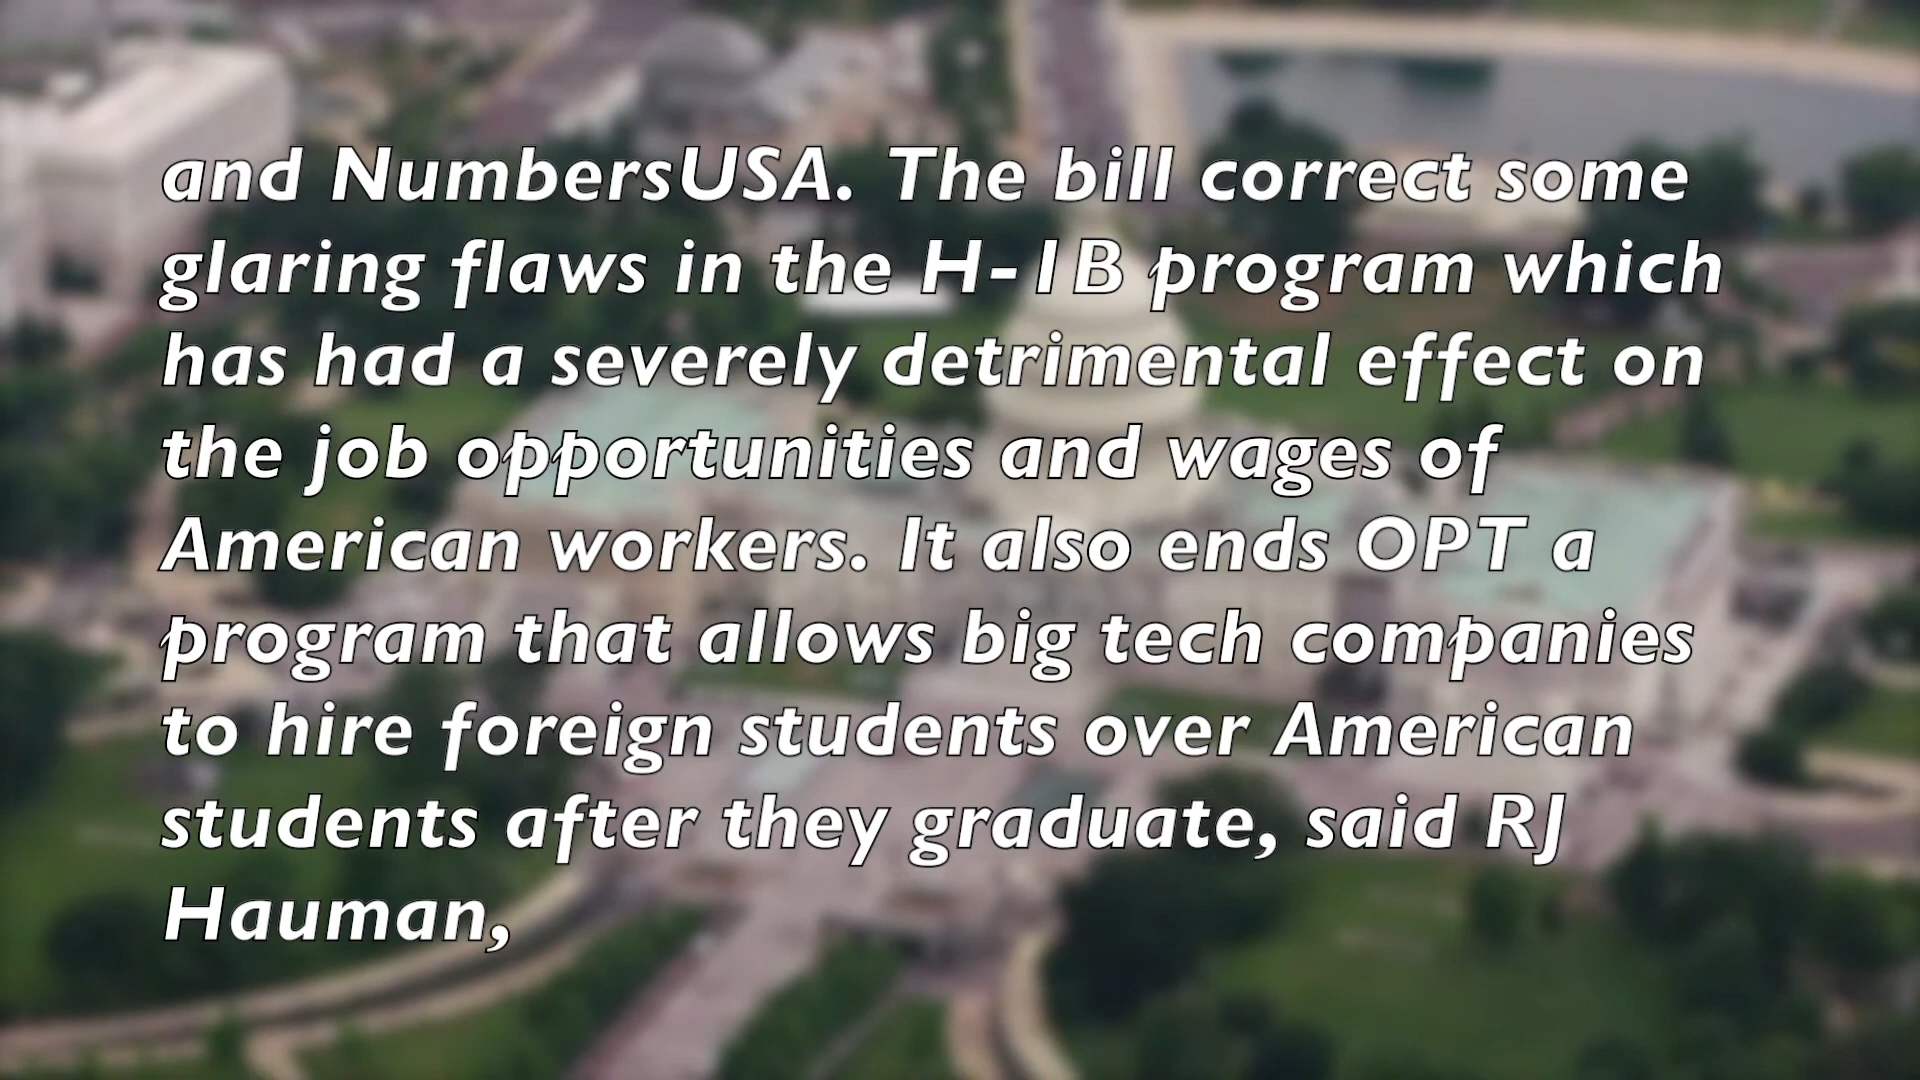 and NumbersUSA. The bill correct some
glaring flaws in the H-1B program which
has had a severely detrimental effect on
the job opportunities and wages of
American workers. It also ends OPT a
program that allows big tech companies
to hire foreign students over American
students after they graduate, said RJ
Hauman,